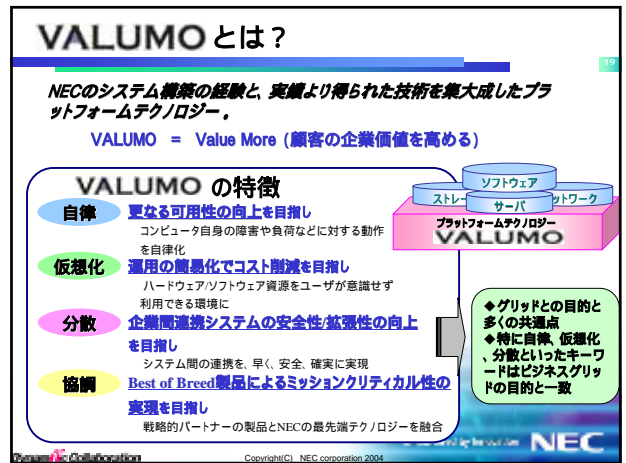 VALUMO とは？
19
NECのシステム構築の経験と、実績より得られた技術を集大成したプラ
ットフォームテクノロジー。
VALUMO = Value More (顧客の企業価値を高める)
VALUMO の特徴
自律
更なる可用性の向上を目指し
コンピュータ自身の障害や負荷などに対する動作
を自律化
仮想化
運用の簡易化でコスト削減を目指し
ハードウェア/ソフトウェア資源をユーザが意識せず
利用できる環境に
分散
企業間連携システムの安全性/拡張性の向上
を目指し
システム間の連携を、早く、安全、確実に実現
協調
Best of Breed製品によるミッションクリティカル性の
実現を目指し
戦略的パートナーの製品とNECの最先端テクノロジーを融合
ソフトウェア
ストレー
サーバ
ットワーク
プラットフォームテクノロジー
VALUMO
◆グリッドとの目的と
多くの共通点
◆特に自律、仮想化
、分散といったキーワ
ードはビジネスグリッ
ドの目的と一致
Dynamic Collaboration
Copyright(C) NEC corporation 2004
NEC